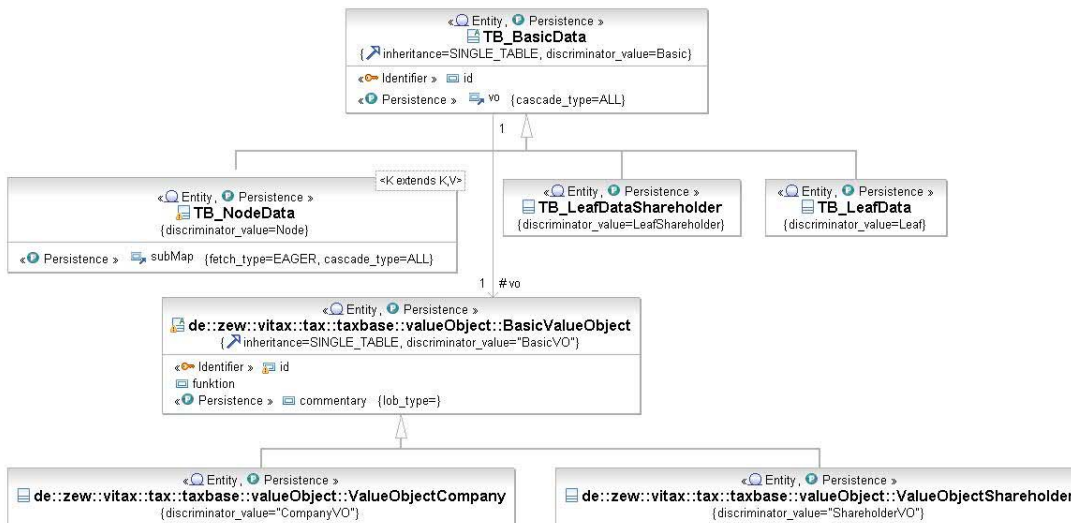 « Entity, Persistence »
TB_BasicData
{ inheritance=SINGLE_TABLE, discriminator_value=Basic}
« Identifier » id
« Persistence » vo {cascade_type=ALL}
1
<K extends K,V>
« Entity, Persistence »
TB_NodeData
{discriminator_value=Node}
« Persistence » subMap {fetch_type=EAGER, cascade_type=ALL}
« Entity, Persistence »
TB_LeafDataShareholder
{discriminator_value=LeafShareholder}
« Entity, Persistence »
TB_LeafData
{discriminator_value=Leaf}
1 # vo
« Entity, Persistence »
de::zew::vitax::tax::taxbase::valueObject::BasicValueObject
{ inheritance=SINGLE_TABLE, discriminator_value="BasicVO"}
« Identifier » id
funktion
« Persistence » commentary {lob_type=}
« Entity, Persistence »
de::zew::vitax::tax::taxbase::valueObject::ValueObjectCompany
{discriminator_value="CompanyVO"}
« Entity, Persistence »
de::zew::vitax::tax::taxbase::valueObject::ValueObjectShareholder
{discriminator_value="ShareholderVO"}